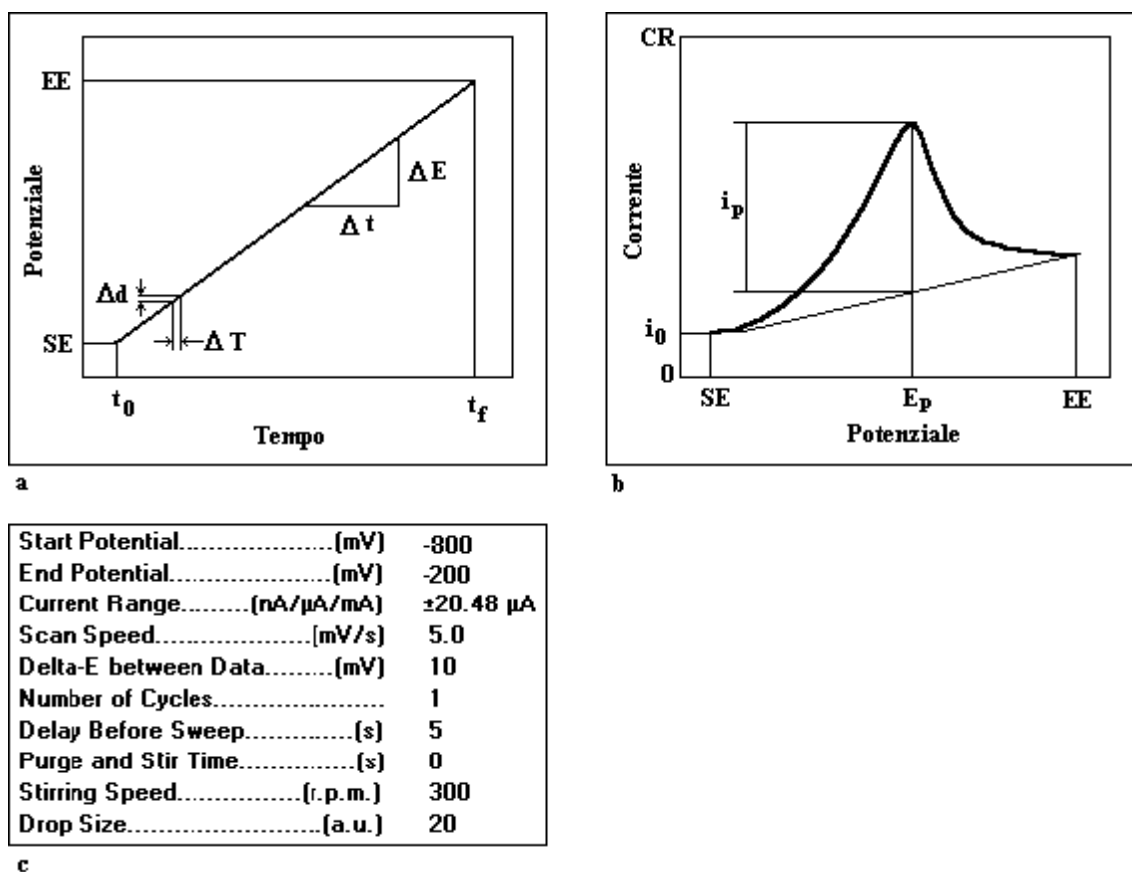 EE
Potenziale
Δ E
Δ t
Δd
Δ T
SE
t0
tf
Tempo
a
CR
Corrente
ip
i0
0
SE
Ep
EE
Potenziale
b
Start Potential....................(mV) -800
End Potential.....................(mV) -200
Current Range.........(nA/µA/mA) ±20.48 µA
Scan Speed....................(mV/s) 5.0
Delta-E between Data.........(mV) 10
Number of Cycles..................... 1
Delay Before Sweep..............(s) 5
Purge and Stir Time...............(s) 0
Stirring Speed................(r.p.m.) 300
Drop Size.........................(a.u.) 20
c